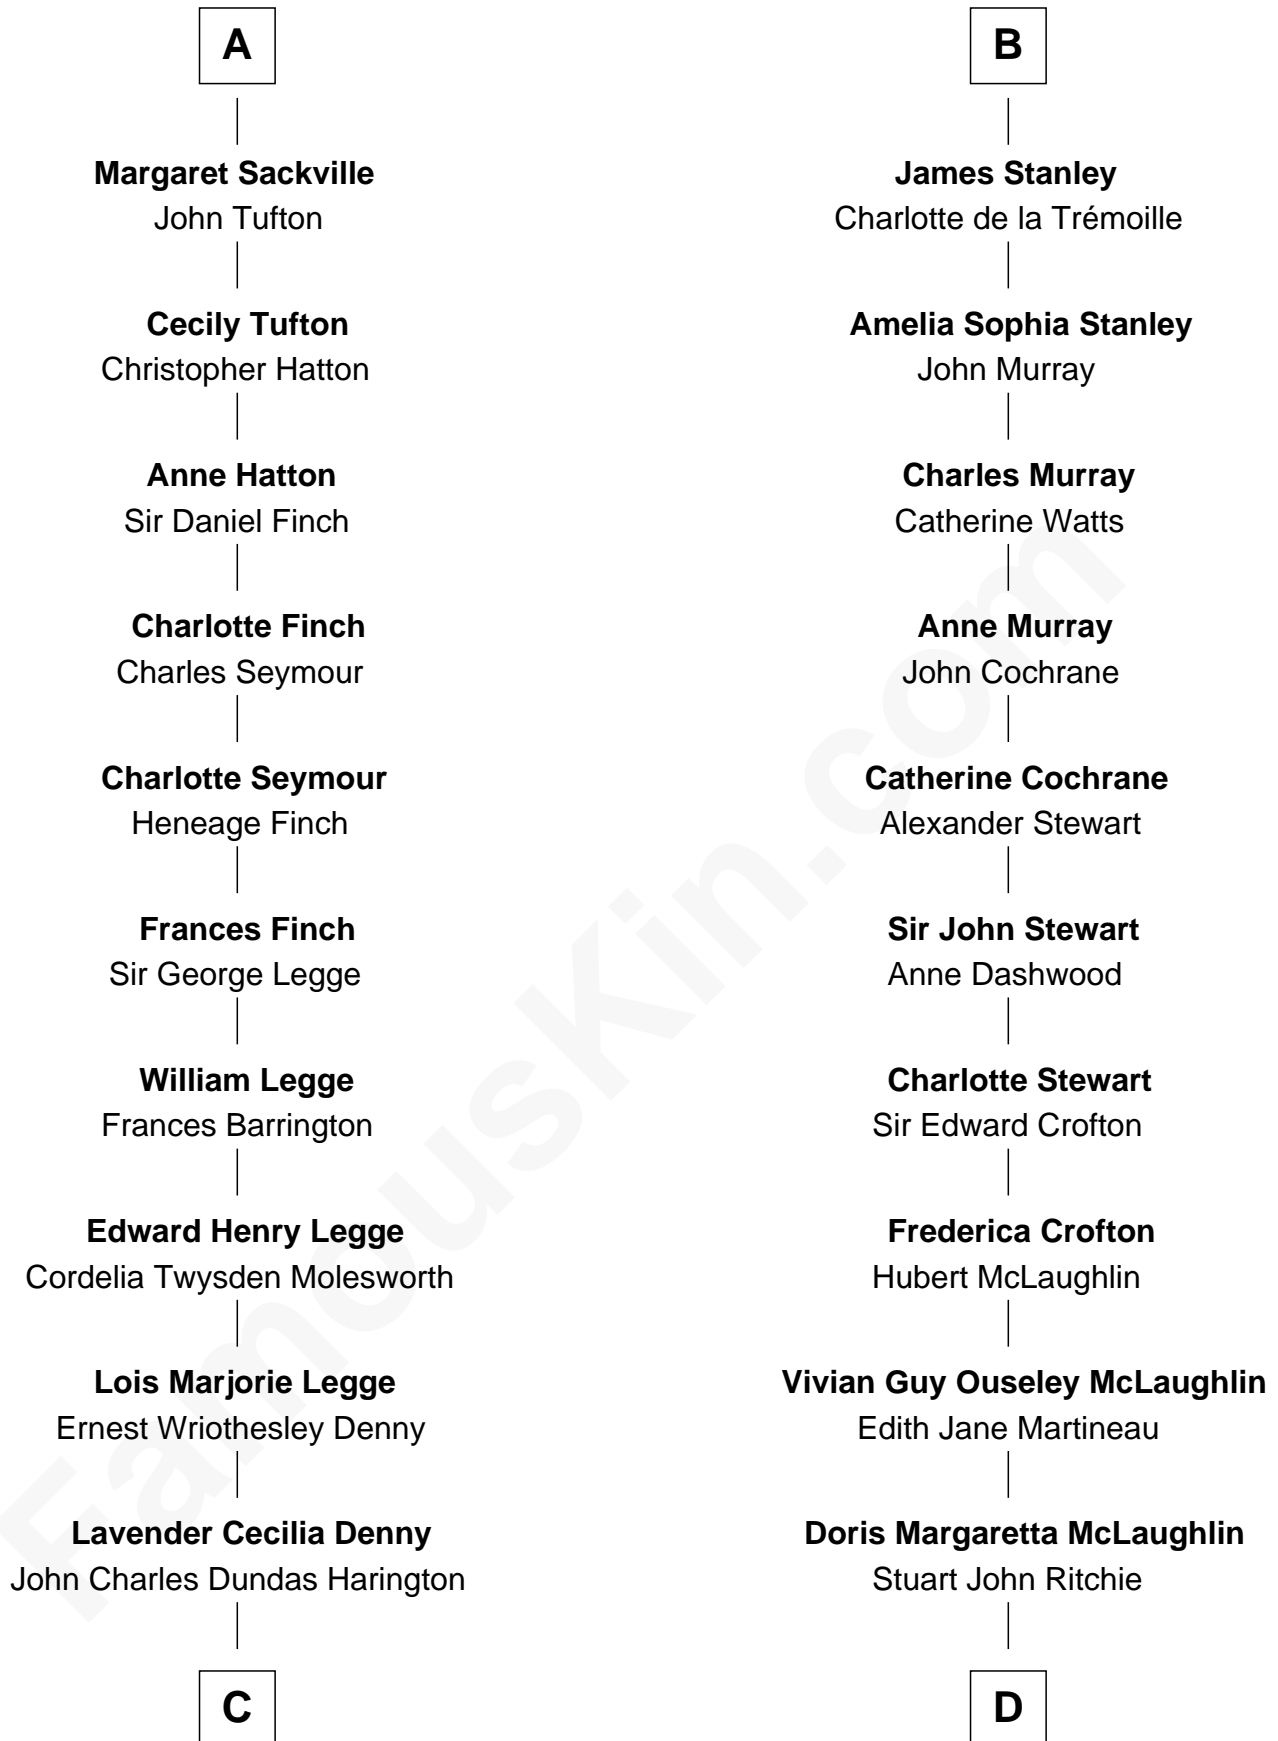 A
Margaret Sackville
John Tufton
Cecily Tufton
Christopher Hatton
Anne Hatton
Sir Daniel Finch
Charlotte Finch
Charles Seymour
Charlotte Seymour
Heneage Finch
Frances Finch
Sir George Legge
William Legge
Frances Barrington
Edward Henry Legge
Cordelia Twysden Molesworth
Lois Marjorie Legge
Ernest Wriothesley Denny
Lavender Cecilia Denny
John Charles Dundas Harington
C
B
James Stanley
Charlotte de la Trémoille
Amelia Sophia Stanley
John Murray
Charles Murray
Catherine Watts
Anne Murray
John Cochrane
Catherine Cochrane
Alexander Stewart
Sir John Stewart
Anne Dashwood
Charlotte Stewart
Sir Edward Crofton
Frederica Crofton
Hubert McLaughlin
Vivian Guy Ouseley McLaughlin
Edith Jane Martineau
Doris Margaretta McLaughlin
Stuart John Ritchie
D
FamousKin.com